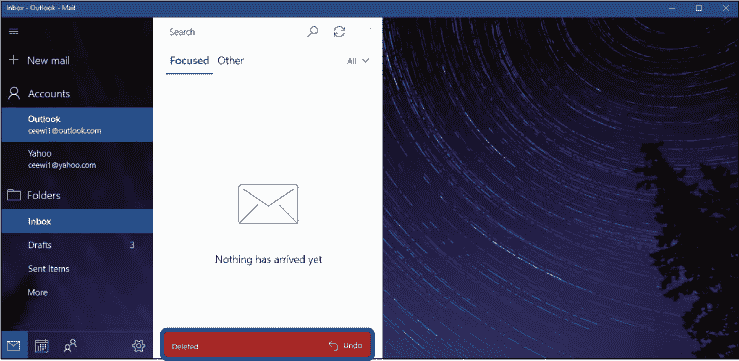 Inbox - Outlook - Mail
Search
New mail
Focused Other All
Accounts
Outlook
ceewi1@outlook.com
Yahoo
ceewi1@yahoo.com
Folders
Inbox
Drafts 3
Sent Items
More
Nothing has arrived yet
Deleted Undo